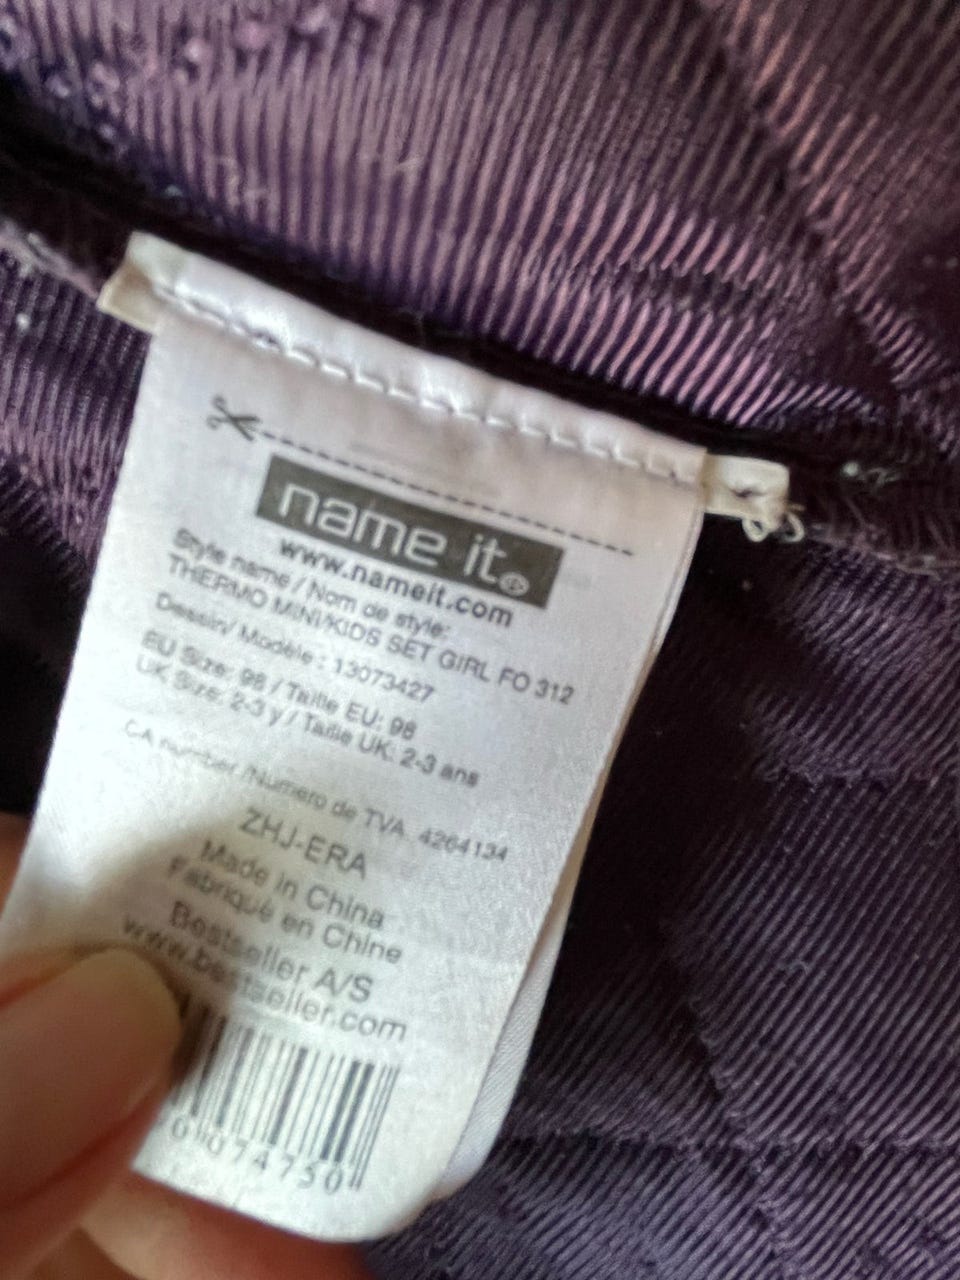 name it®
www.nameit.com
Style name / Nom de style:
THERMO MINI/KIDS SET GIRL FO 312
Dessin/ Modèle : 13073427
EU Size: 98 / Taille EU: 98
UK Size: 2-3 y / Taille UK: 2-3 ans
CA number /Numero de TVA. 4264134
ZHJ-ERA
Made in China
Fabriqué en Chine
Bestseller A/S
www.bestseller.com
0 074750